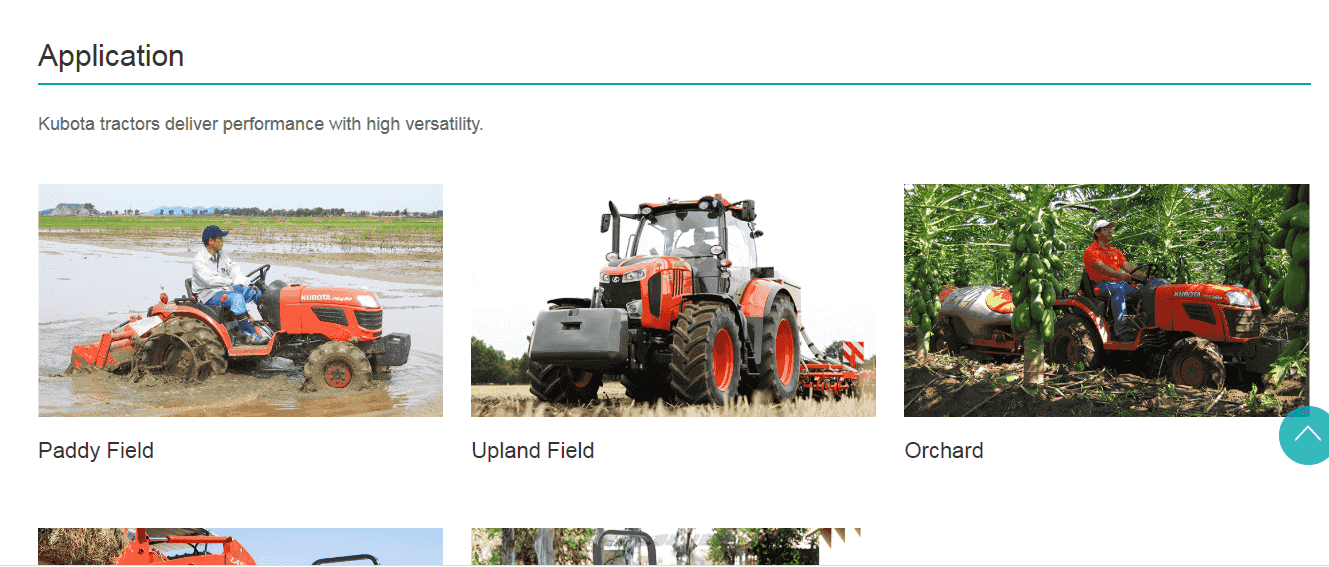 Application
Kubota tractors deliver performance with high versatility.
KUBOTA
KUBOTA
Paddy Field
Upland Field
Orchard